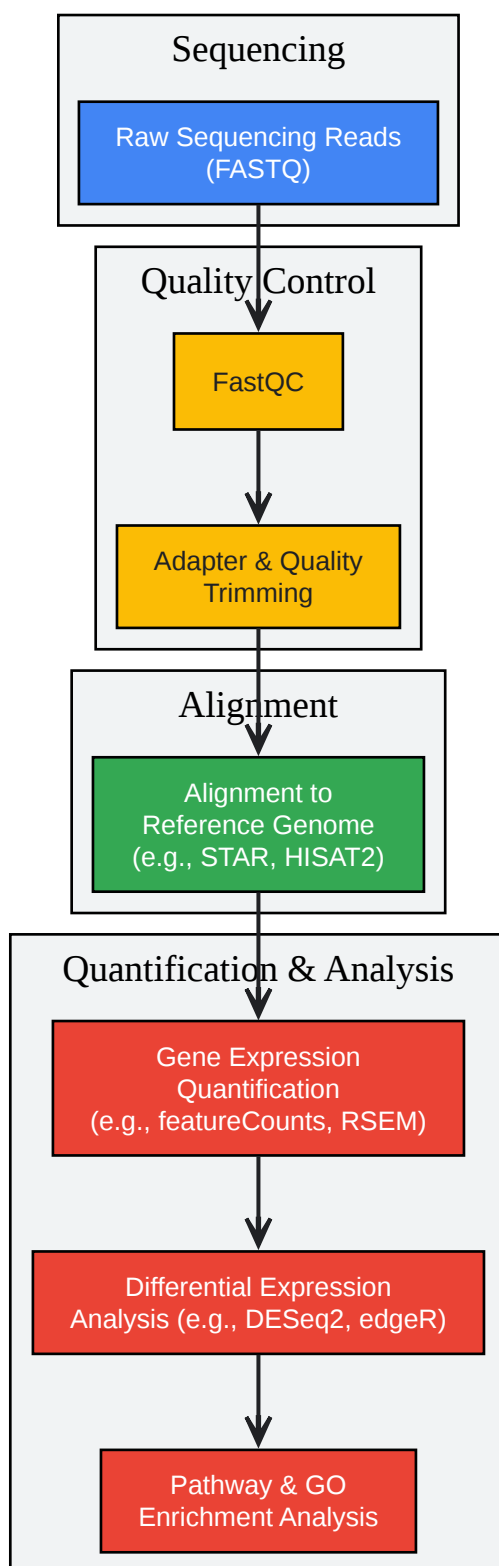 Sequencing
Raw Sequencing Reads
(FASTQ)
Quality Control
FastQC
Adapter & Quality
Trimming
Alignment
Alignment to
Reference Genome
(e.g., STAR, HISAT2)
Quantification & Analysis
Gene Expression
Quantification
(e.g., featureCounts, RSEM)
Differential Expression
Analysis (e.g., DESeq2, edgeR)
Pathway & GO
Enrichment Analysis